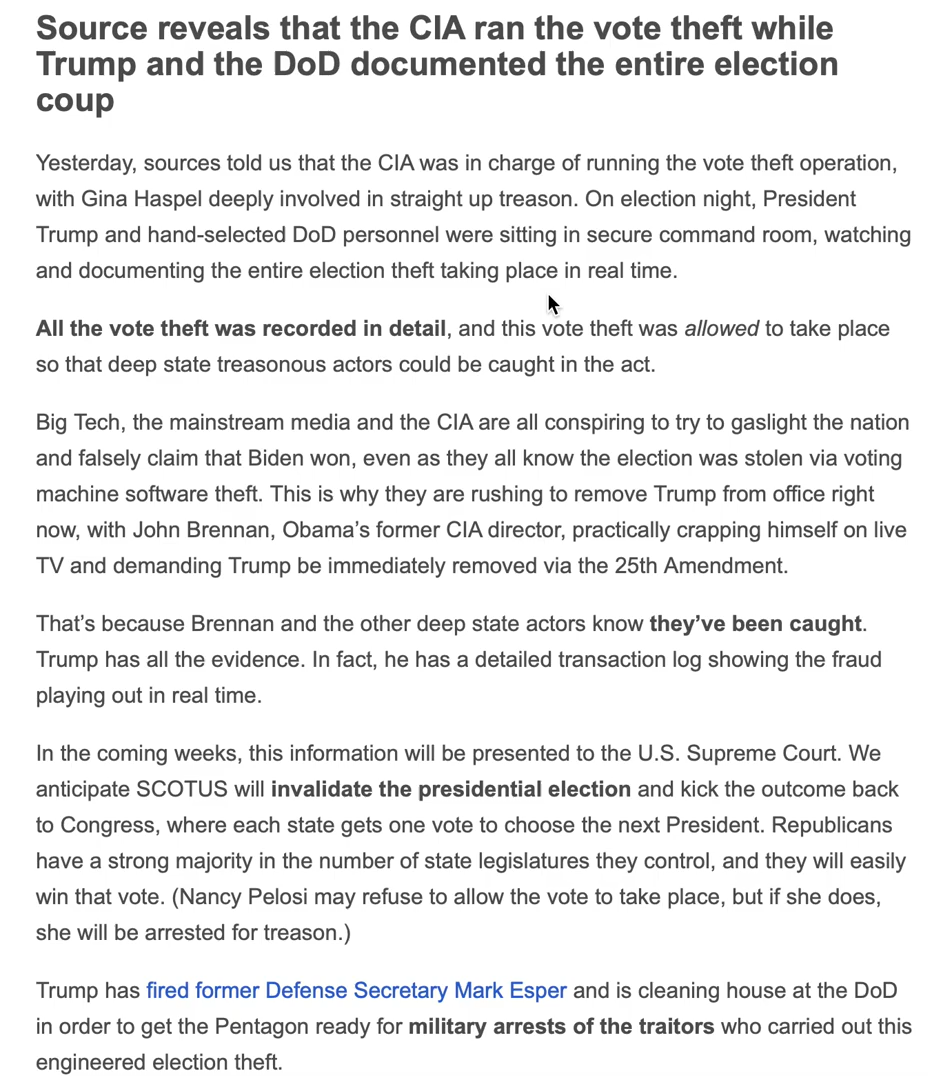 Source reveals that the CIA ran the vote theft while
Trump and the DoD documented the entire election
coup
Yesterday, sources told us that the CIA was in charge of running the vote theft operation,
with Gina Haspel deeply involved in straight up treason. On election night, President
Trump and hand-selected DoD personnel were sitting in secure command room, watching
and documenting the entire election theft taking place in real time.
All the vote theft was recorded in detail, and this vote theft was allowed to take place
so that deep state treasonous actors could be caught in the act.
Big Tech, the mainstream media and the CIA are all conspiring to try to gaslight the nation
and falsely claim that Biden won, even as they all know the election was stolen via voting
machine software theft. This is why they are rushing to remove Trump from office right
now, with John Brennan, Obama’s former CIA director, practically crapping himself on live
TV and demanding Trump be immediately removed via the 25th Amendment.
That’s because Brennan and the other deep state actors know they’ve been caught.
Trump has all the evidence. In fact, he has a detailed transaction log showing the fraud
playing out in real time.
In the coming weeks, this information will be presented to the U.S. Supreme Court. We
anticipate SCOTUS will invalidate the presidential election and kick the outcome back
to Congress, where each state gets one vote to choose the next President. Republicans
have a strong majority in the number of state legislatures they control, and they will easily
win that vote. (Nancy Pelosi may refuse to allow the vote to take place, but if she does,
she will be arrested for treason.)
Trump has fired former Defense Secretary Mark Esper and is cleaning house at the DoD
in order to get the Pentagon ready for military arrests of the traitors who carried out this
engineered election theft.